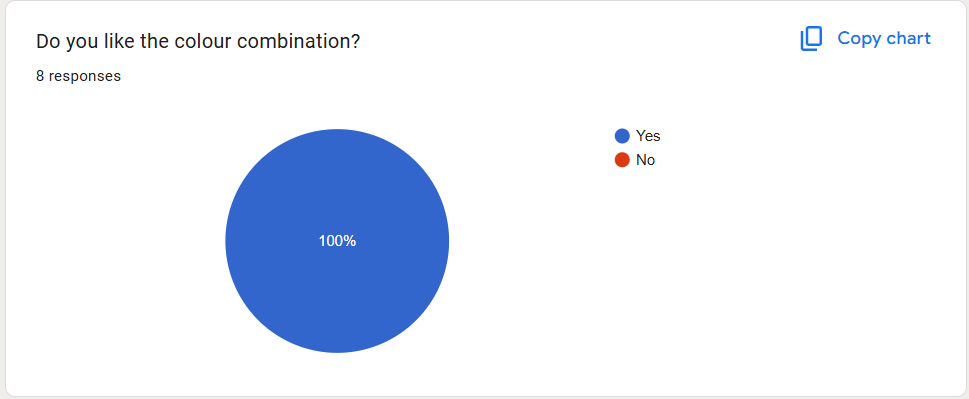 Do you like the colour combination?
Copy chart
8 responses
Yes
No
100%